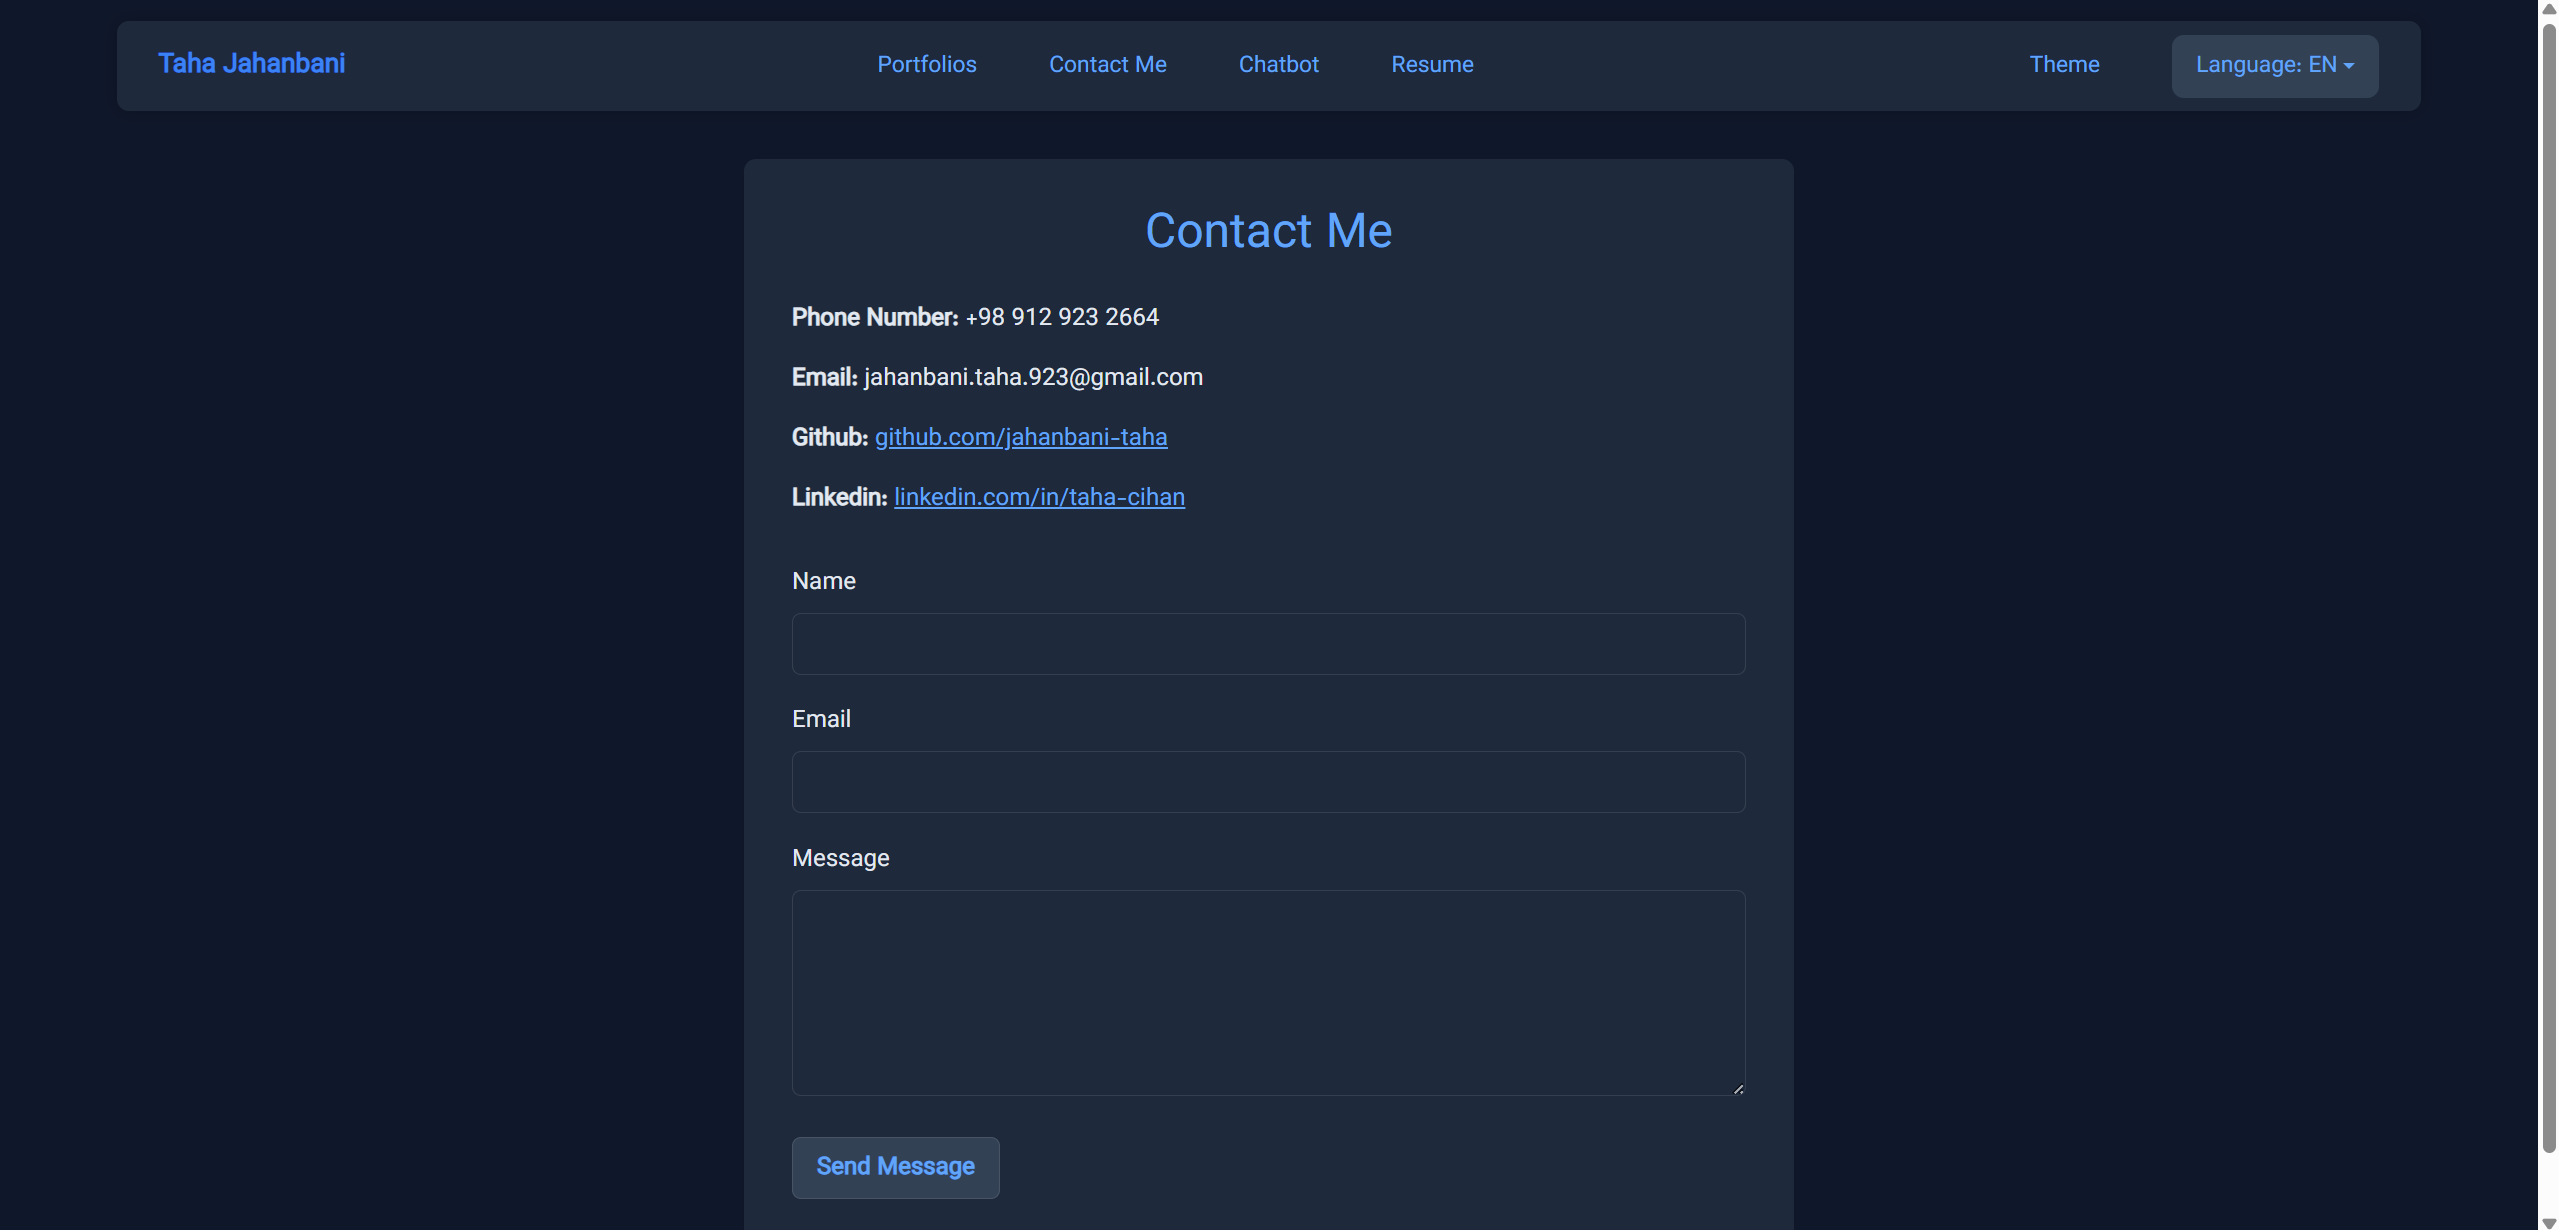 Taha Jahanbani
Portfolios
Contact Me
Chatbot
Resume
Theme
Language: EN
Contact Me
Phone Number: +98 912 923 2664
Email: jahanbani.taha.923@gmail.com
Github: github.com/jahanbani-taha
Linkedin: linkedin.com/in/taha-cihan
Name
Email
Message
Send Message